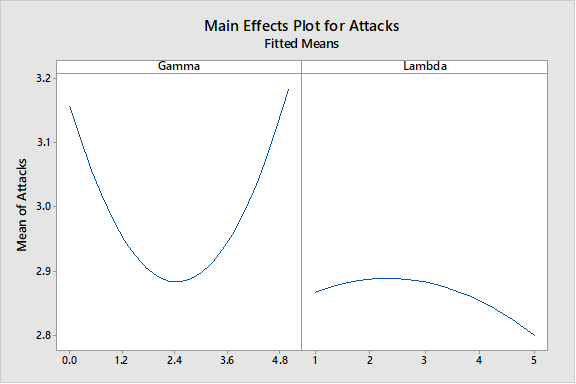 Main Effects Plot for Attacks
Fitted Means
Gamma Lambda
Mean of Attacks
3.2
3.1
3.0
2.9
2.8
0.0 1.2 2.4 3.6 4.8 1 2 3 4 5